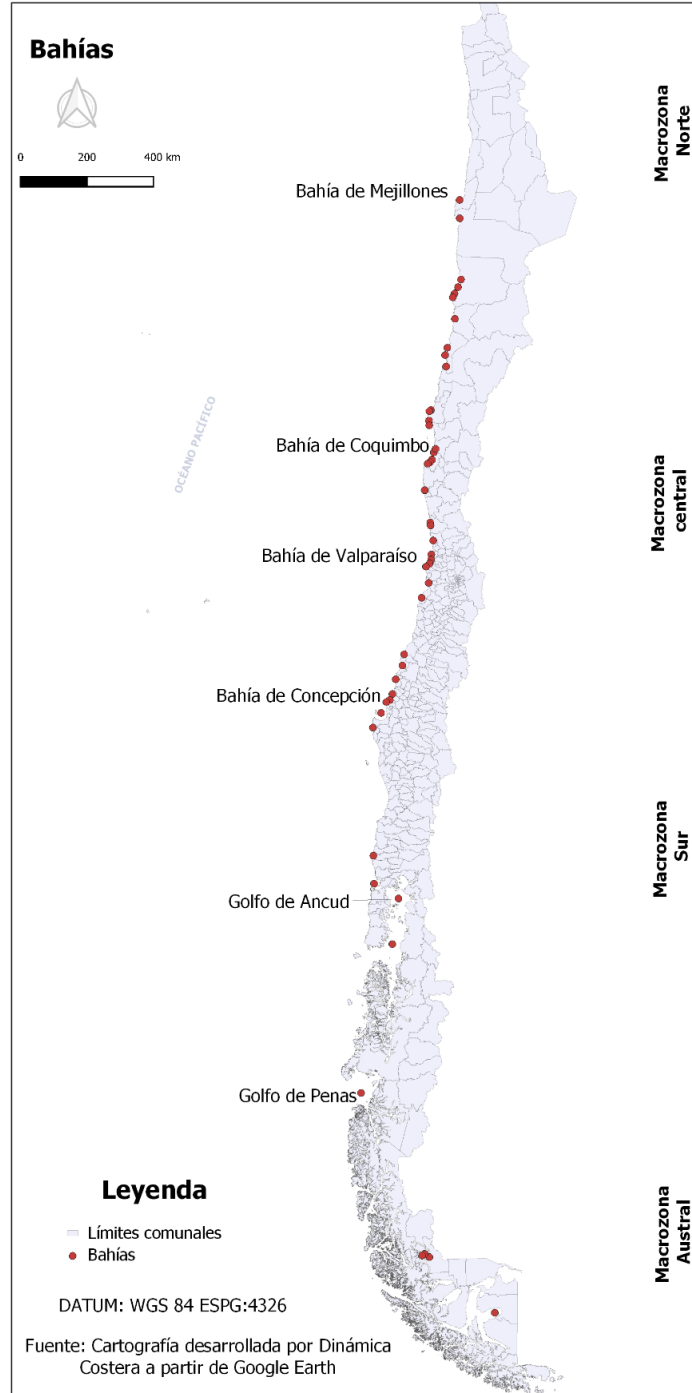 Bahías
0 200 400 km
Macrozona
Norte
Bahía de Mejillones
OCÉANO PACÍFICO
Bahía de Coquimbo
Macrozona
central
Bahía de Valparaíso
Bahía de Concepción
Macrozona
Sur
Golfo de Ancud
Golfo de Penas
Macrozona
Austral
Leyenda
Límites comunales
Bahías
DATUM: WGS 84 ESPG:4326
Fuente: Cartografía desarrollada por Dinámica
Costera a partir de Google Earth